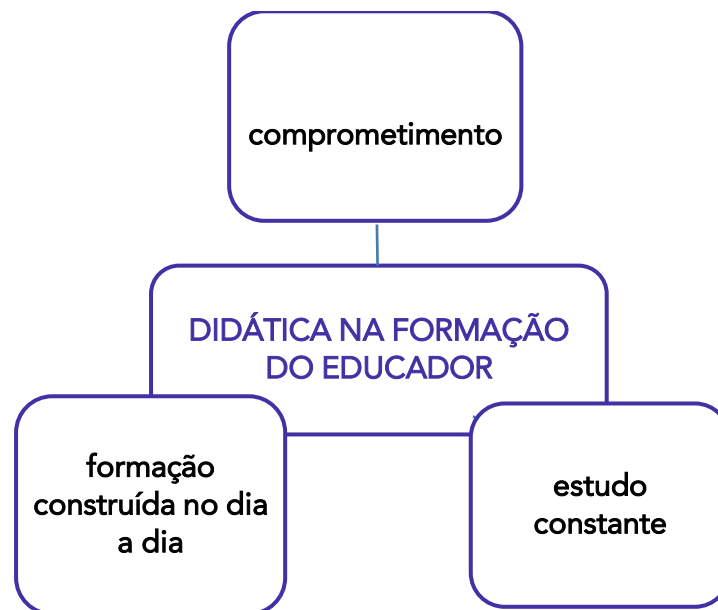 comprometimento
DIDÁTICA NA FORMAÇÃO
DO EDUCADOR
formação
construída no dia
a dia
estudo
constante